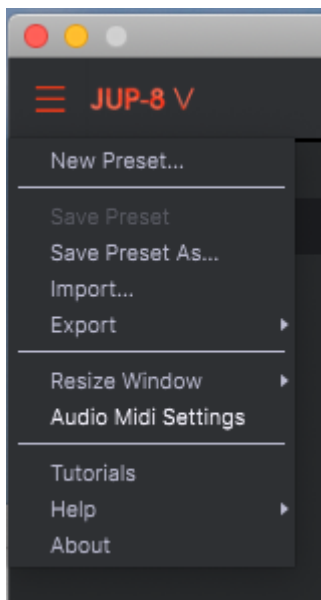 JUP-8 V
New Preset...
Save Preset
Save Preset As...
Import...
Export
Resize Window
Audio Midi Settings
Tutorials
Help
About